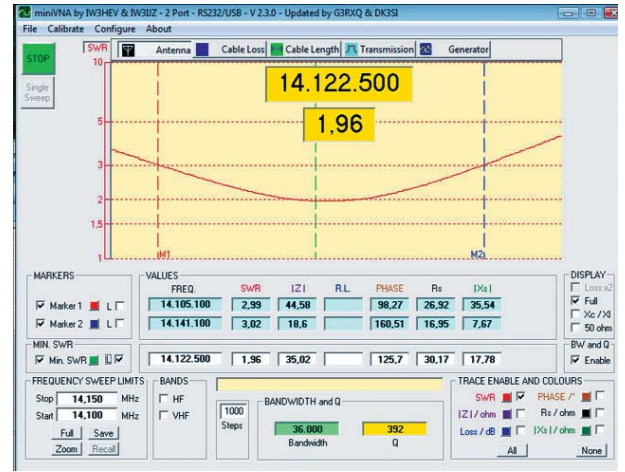 miniVNA by IW3HEV & IW3IJZ - 2 Port - RS232/USB - V 2.3.0 - Updated by G3RXQ & DK3SI
File Calibrate Configure About
STOP
Single Sweep
SWR
Antenna Cable Loss Cable Length Transmission Generator
14.122.500
1,96
10
5
3
2
1.5
1
M1 M2
MARKERS
Marker 1 L
Marker 2 L
VALUES
FREQ. SWR |Z| R.L. PHASE Rs |Xs|
14.105.100 2,99 44,58 98,27 26,92 35,54
14.141.100 3,02 18,6 160,51 16,95 7,67
DISPLAY
Loss x2
Full
Xc / Xl
50 ohm
MIN. SWR
Min. SWR L
14.122.500 1,96 35,02 125,7 30,17 17,78
BW and Q
Enable
FREQUENCY SWEEP LIMITS
Stop 14,150 MHz
Start 14,100 MHz
Full Save
Zoom Recall
BANDS
HF
VHF
1000
Steps
BANDWIDTH and Q
36.000 392
Bandwidth Q
TRACE ENABLE AND COLOURS
SWR PHASE /°
|Z| / ohm Rs / ohm
Loss / dB |Xs| / ohm
All None